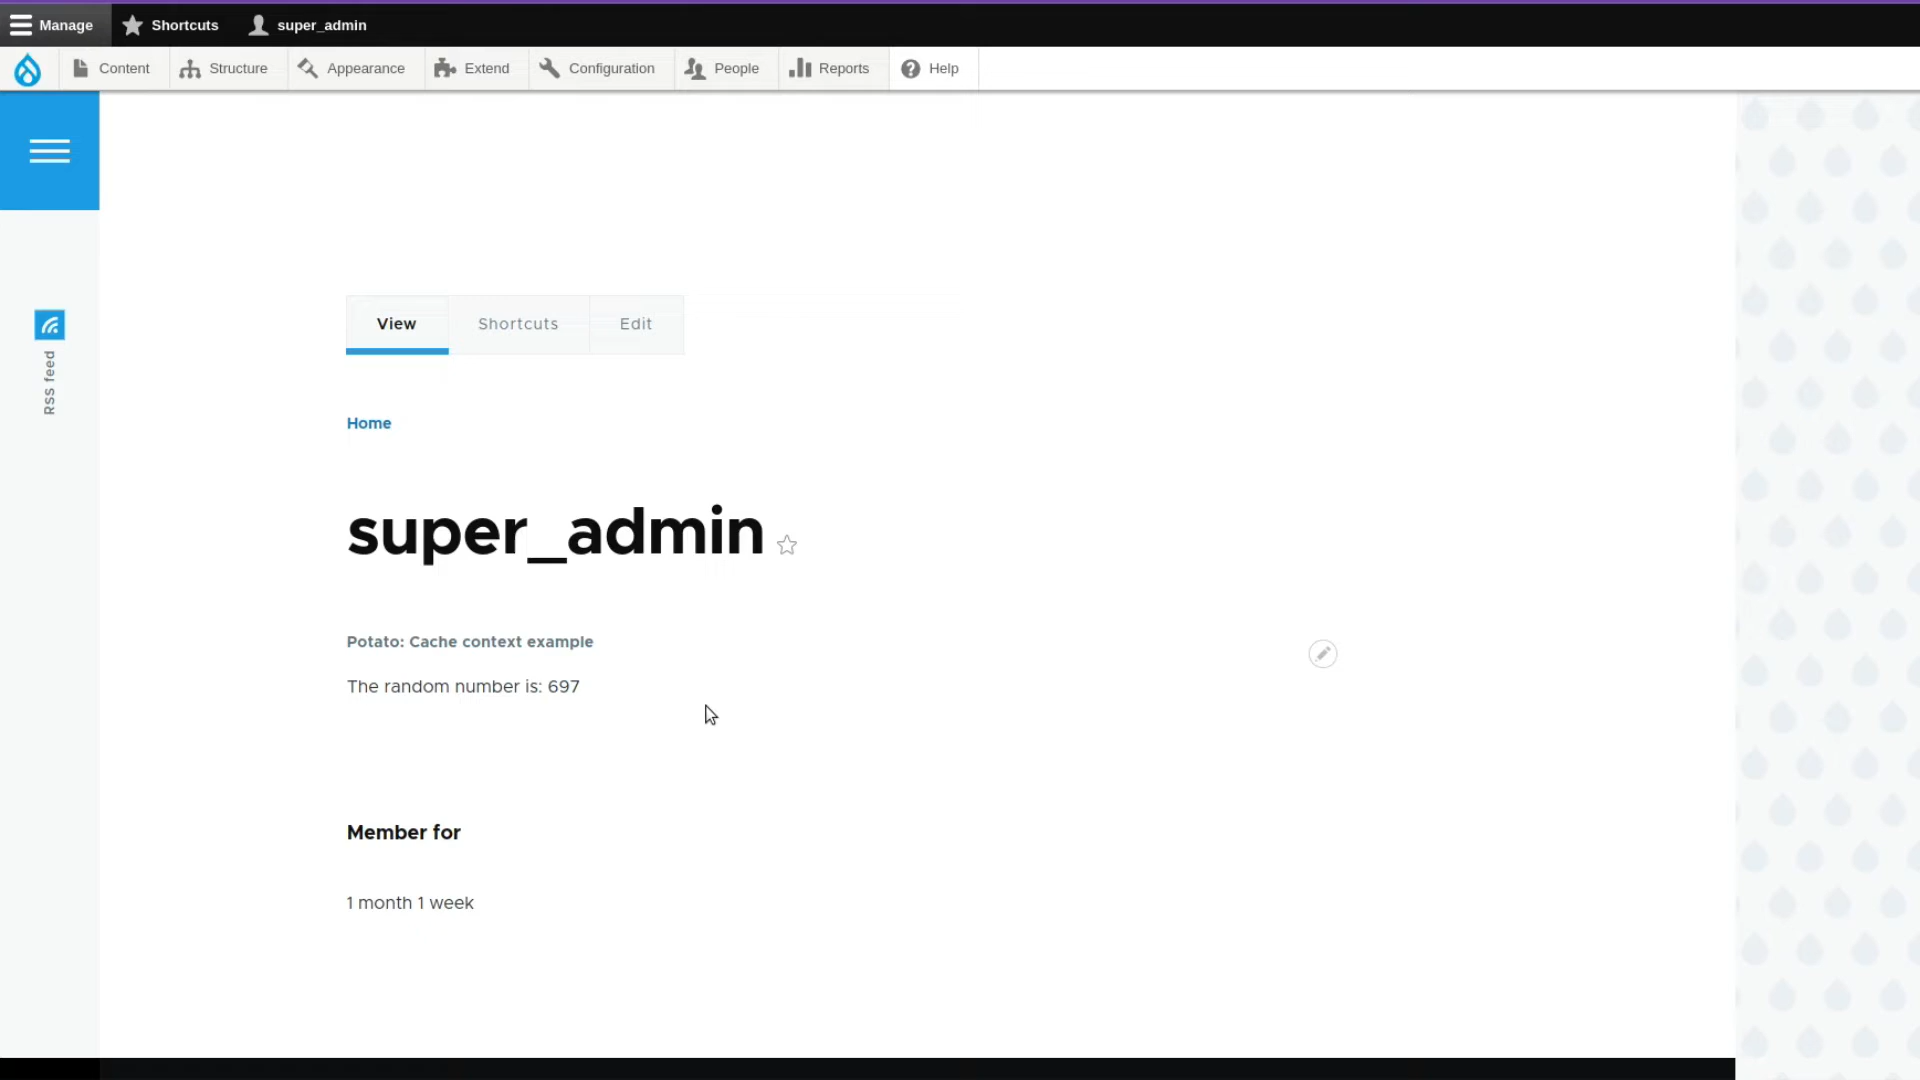 Manage Shortcuts super_admin
Content Structure Appearance Extend Configuration People Reports Help
RSS feed
View Shortcuts Edit
Home
super_admin
Potato: Cache context example
The random number is: 697
Member for
1 month 1 week